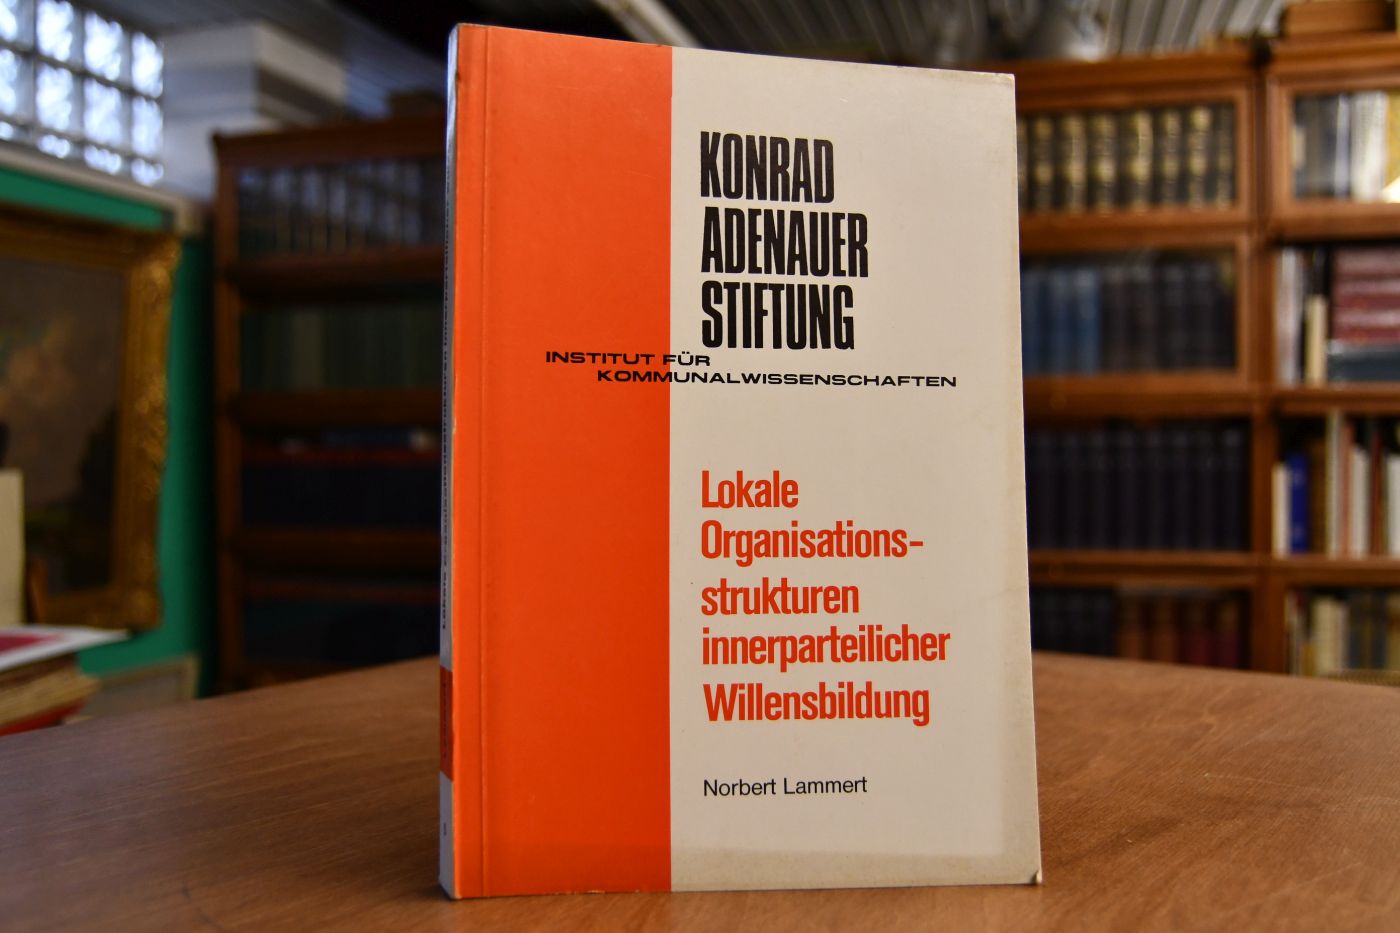 KONRAD
ADENAUER
STIFTUNG
INSTITUT FÜR
KOMMUNALWISSENSCHAFTEN
Lokale
Organisations-
strukturen
innerparteilicher
Willensbildung
Norbert Lammert